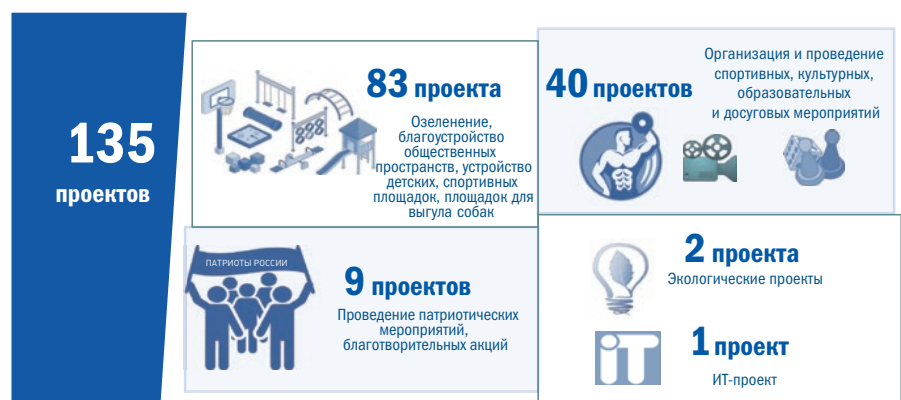 135
проектов
83 проекта
Озеленение,
благоустройство
общественных
пространств, устройство
детских, спортивных
площадок, площадок для
выгула собак
40 проектов
Организация и проведение
спортивных, культурных,
образовательных
и досуговых мероприятий
ПАТРИОТЫ РОССИИ
9 проектов
Проведение патриотических
мероприятий,
благотворительных акций
2 проекта
Экологические проекты
iT
1 проект
ИТ-проект